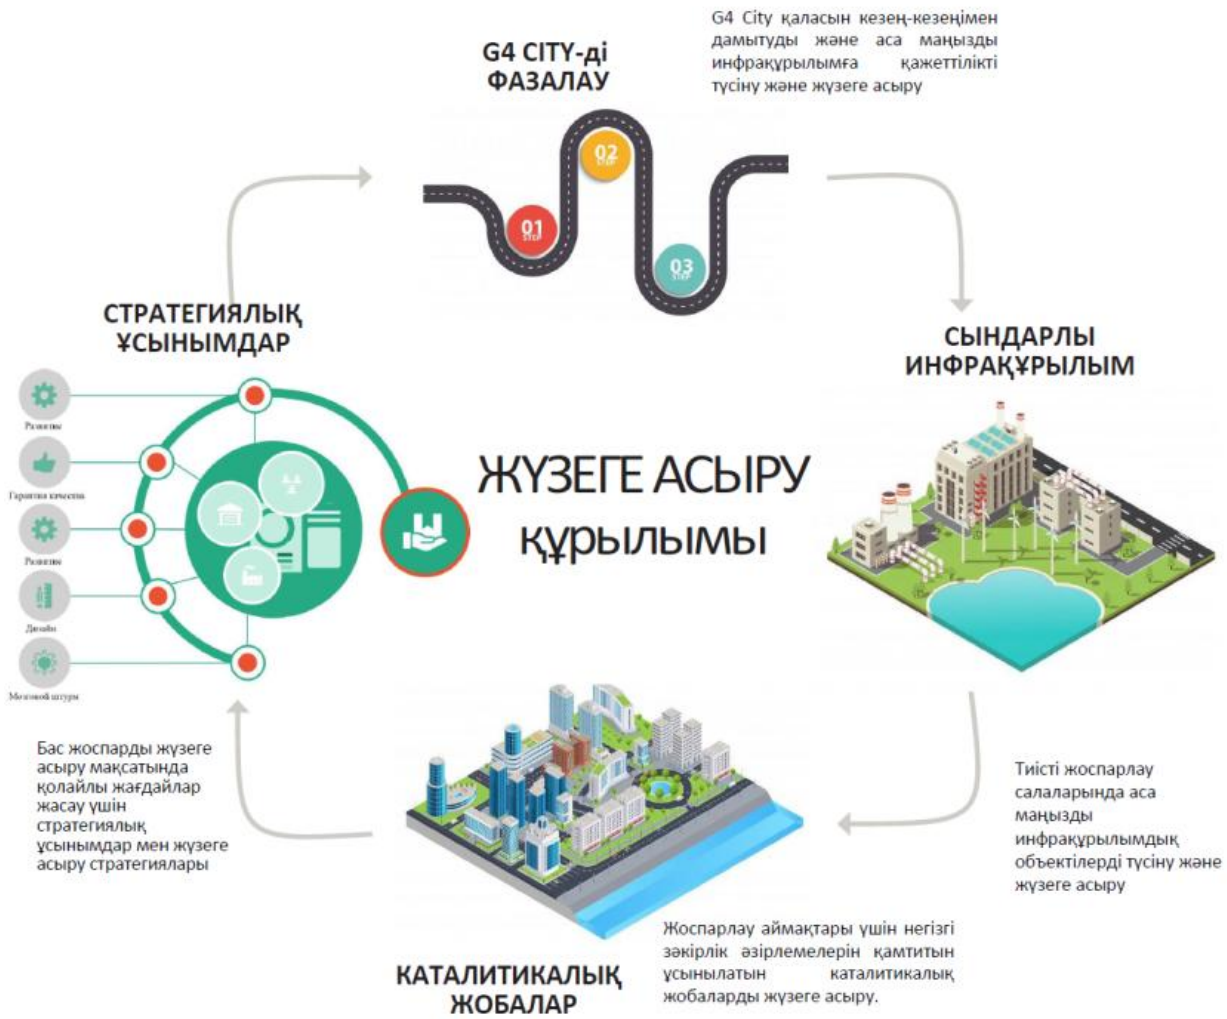 G4 CITY-ді
ФАЗАЛАУ
G4 City қаласын кезең-кезеңімен
дамытуды және аса маңызды
инфрақұрылымға қажеттілікті
түсіну және жүзеге асыру
01
STEP
02
STEP
03
STEP
СТРАТЕГИЯЛЫҚ
ҰСЫНЫМДАР
СЫНДАРЛЫ
ИНФРАҚҰРЫЛЫМ
Развитие
Гарантия качества
Развитие
Дизайн
Мозговой штурм
ЖҮЗЕГЕ АСЫРУ
құрылымы
Бас жоспарды жүзеге
асыру мақсатында
қолайлы жағдайлар
жасау үшін
стратегиялық
ұсынымдар мен жүзеге
асыру стратегиялары
Тиісті жоспарлау
салаларында аса
маңызды
инфрақұрылымдық
объектілерді түсіну және
жүзеге асыру
КАТАЛИТИКАЛЫҚ
ЖОБАЛАР
Жоспарлау аймақтары үшін негізгі
зәкірлік әзірлемелерін қамтитын
ұсынылатын каталитикалық
жобаларды жүзеге асыру.